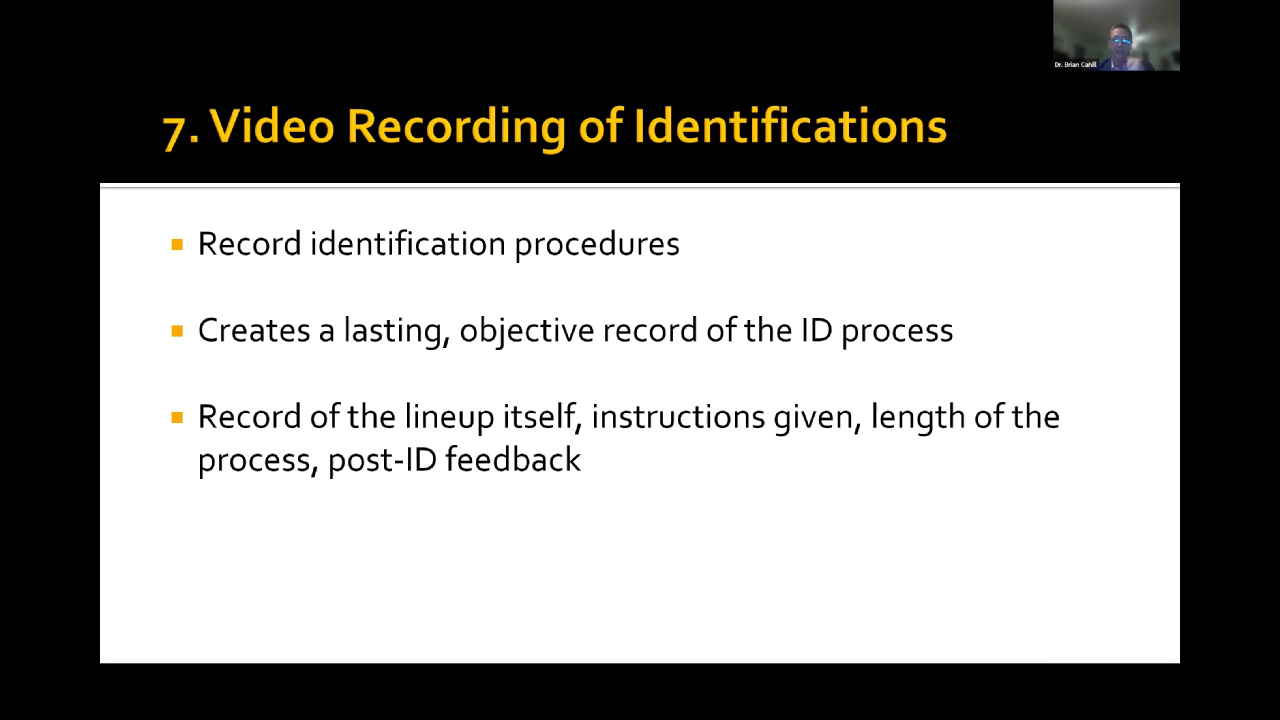 Dr. Brian Cahill
7. Video Recording of Identifications
Record identification procedures
Creates a lasting, objective record of the ID process
Record of the lineup itself, instructions given, length of the
process, post-ID feedback